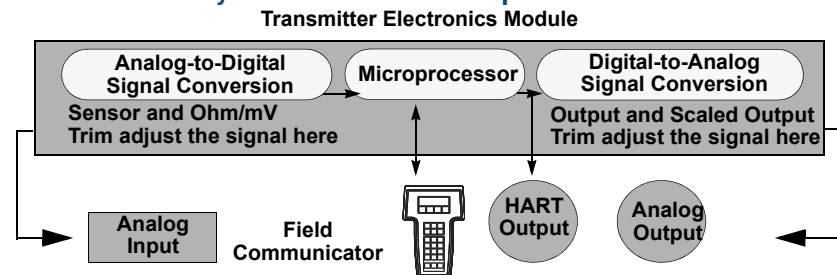 Transmitter Electronics Module
Analog-to-Digital
Signal Conversion
Microprocessor
Digital-to-Analog
Signal Conversion
Sensor and Ohm/mV
Trim adjust the signal here
Output and Scaled Output
Trim adjust the signal here
Analog
Input
Field
Communicator
HART
Output
Analog
Output